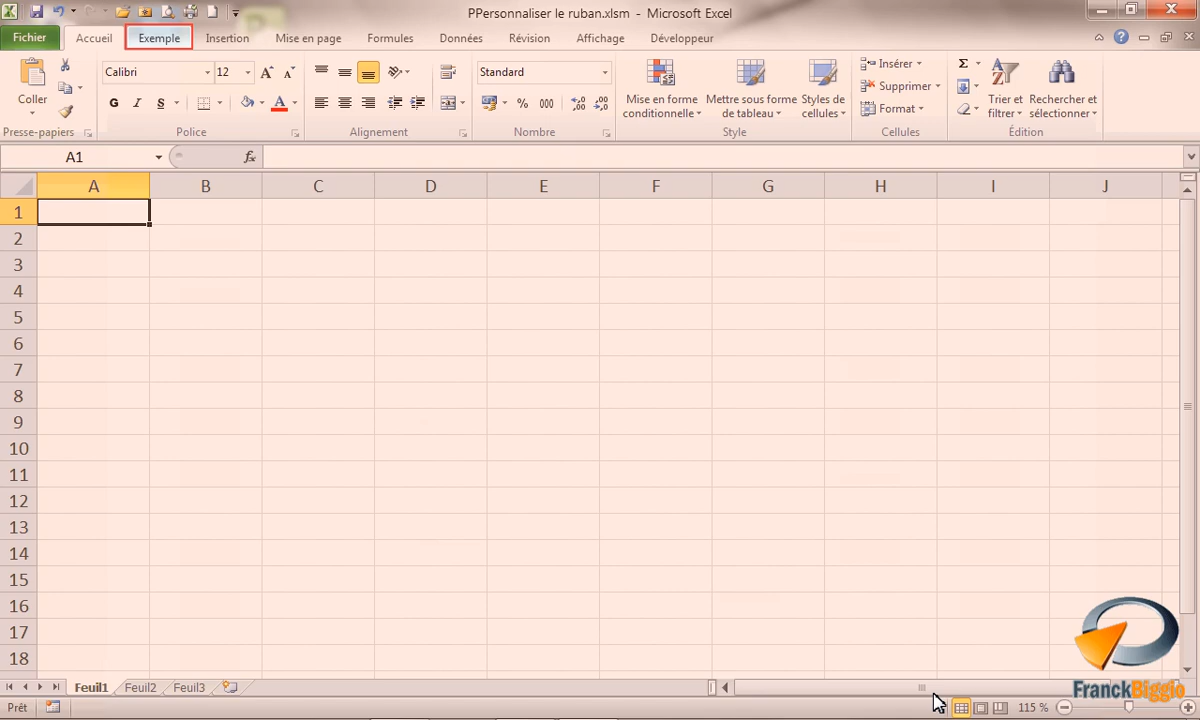 PPersonnaliser le ruban.xlsm - Microsoft Excel
Fichier Accueil Exemple Insertion Mise en page Formules Données Révision Affichage Développeur
Coller
Presse-papiers
Calibri 12
G I S A
Police
Alignement
Standard
% 000
Nombre
Mise en forme conditionnelle
Mettre sous forme de tableau
Styles de cellules
Style
Insérer
Supprimer
Format
Cellules
Σ
Trier et filtrer
Rechercher et sélectionner
Édition
A1 fx
A B C D E F G H I J
1
2
3
4
5
6
7
8
9
10
11
12
13
14
15
16
17
18
FranckBiggio
Feuil1 Feuil2 Feuil3
Prêt 115 %